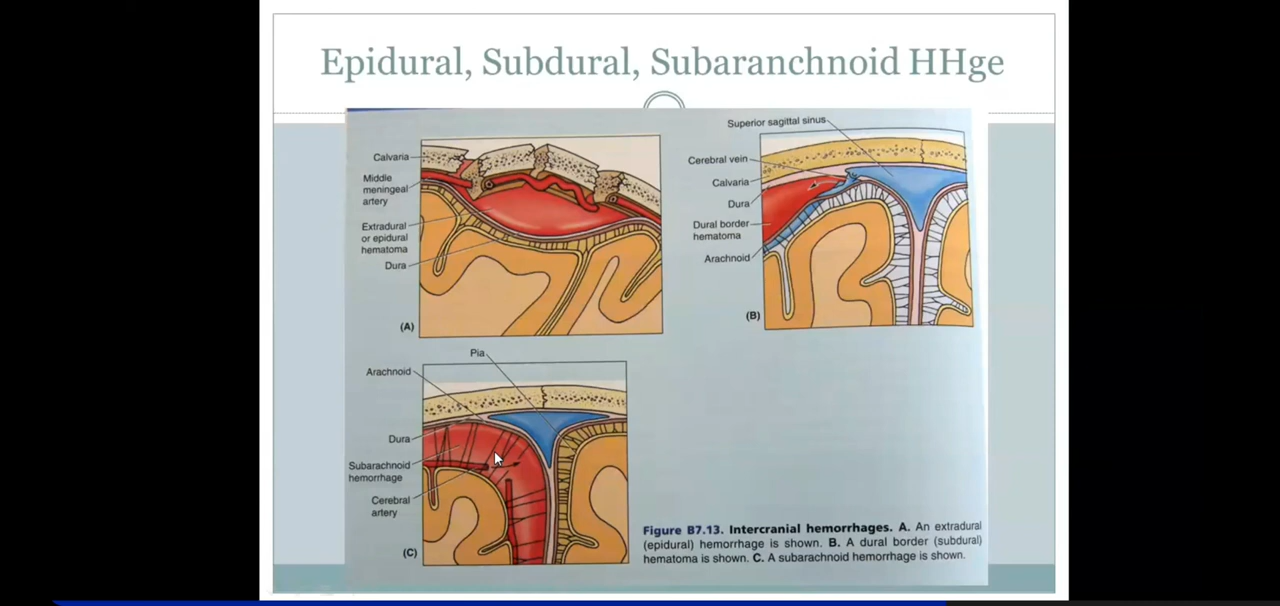 Epidural, Subdural, Subaranchnoid HHge
Calvaria
Middle
meningeal
artery
Extradural
or epidural
hematoma
Dura
(A)
Superior sagittal sinus
Cerebral vein
Calvaria
Dura
Dural border
hematoma
Arachnoid
(B)
Pia
Arachnoid
Dura
Subarachnoid
hemorrhage
Cerebral
artery
(C)
Figure B7.13. Intercranial hemorrhages. A. An extradural
(epidural) hemorrhage is shown. B. A dural border (subdural)
hematoma is shown. C. A subarachnoid hemorrhage is shown.